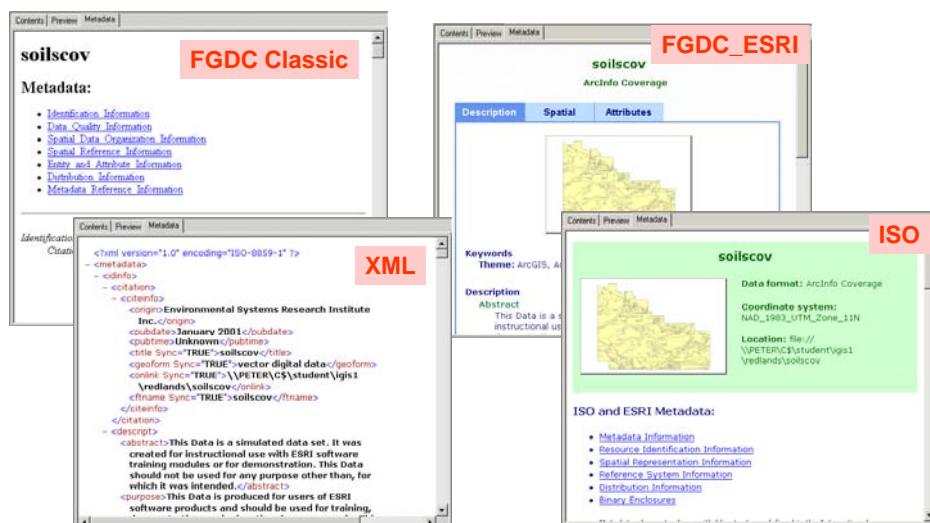 Contents Preview Metadata
FGDC Classic
soilscov
Metadata:
Identification Information
Data Quality Information
Spatial Data Organization Information
Spatial Reference Information
Entity and Attribute Information
Distribution Information
Metadata Reference Information
Contents Preview Metadata
FGDC_ESRI
soilscov
ArcInfo Coverage
Description Spatial Attributes
Keywords
Theme: ArcGIS,
Description
Abstract
This Data is a
instructional
Contents Preview Metadata
XML
<?xml version="1.0" encoding="ISO-8859-1" ?>
- <metadata>
- <idinfo>
- <citation>
- <citeinfo>
<origin>Environmental Systems Research Institute
Inc.</origin>
<pubdate>January 2001</pubdate>
<pubtime>Unknown</pubtime>
<title Sync="TRUE">soilscov</title>
<geoform Sync="TRUE">vector digital data</geoform>
<onlink Sync="TRUE">\\PETER\C$\student\igis1
\redlands\soilscov</onlink>
<ftname Sync="TRUE">soilscov</ftname>
</citeinfo>
</citation>
- <descript>
<abstract>This Data is a simulated data set. It was
created for instructional use with ESRI software
training modules or for demonstration. This Data
should not be used for any purpose other than, for
which it was intended.</abstract>
<purpose>This Data is produced for users of ESRI
software products and should be used for training,
Contents Preview Metadata
ISO
soilscov
Data format: ArcInfo Coverage
Coordinate system:
NAD_1983_UTM_Zone_11N
Location: file://
\\PETER\C$\student\igis1
\redlands\soilscov
ISO and ESRI Metadata:
Metadata Information
Resource Identification Information
Spatial Representation Information
Reference System Information
Distribution Information
Binary Enclosures